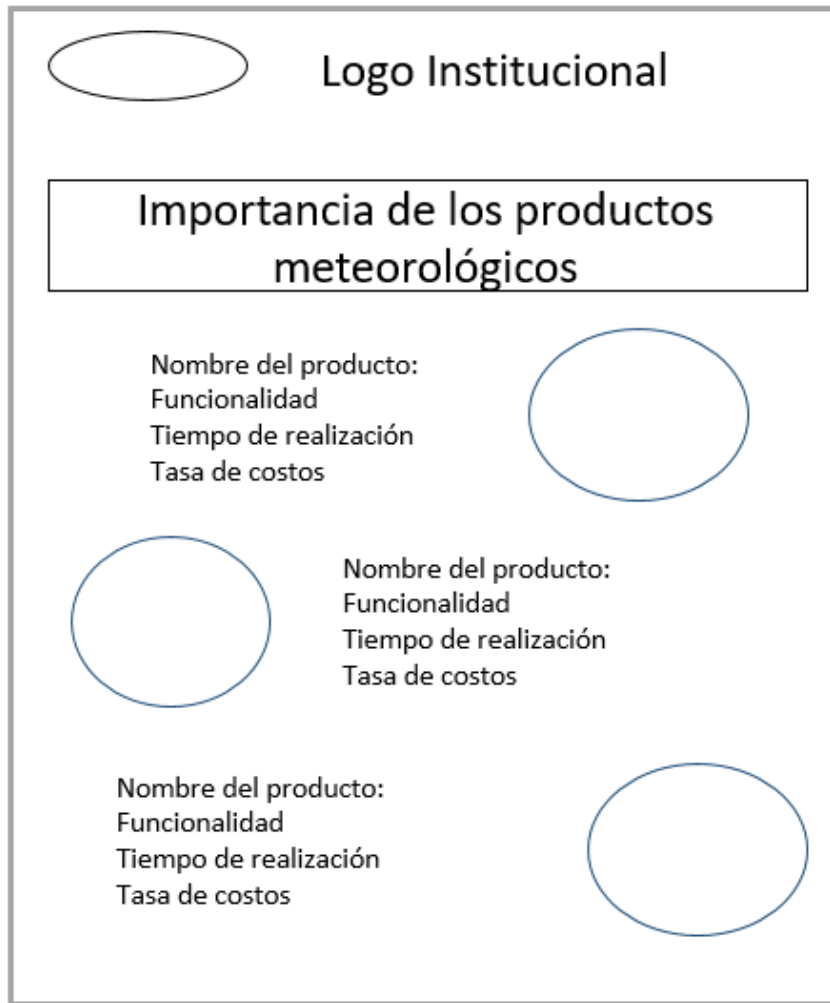 Logo Institucional
Importancia de los productos
meteorológicos
Nombre del producto:
Funcionalidad
Tiempo de realización
Tasa de costos
Nombre del producto:
Funcionalidad
Tiempo de realización
Tasa de costos
Nombre del producto:
Funcionalidad
Tiempo de realización
Tasa de costos